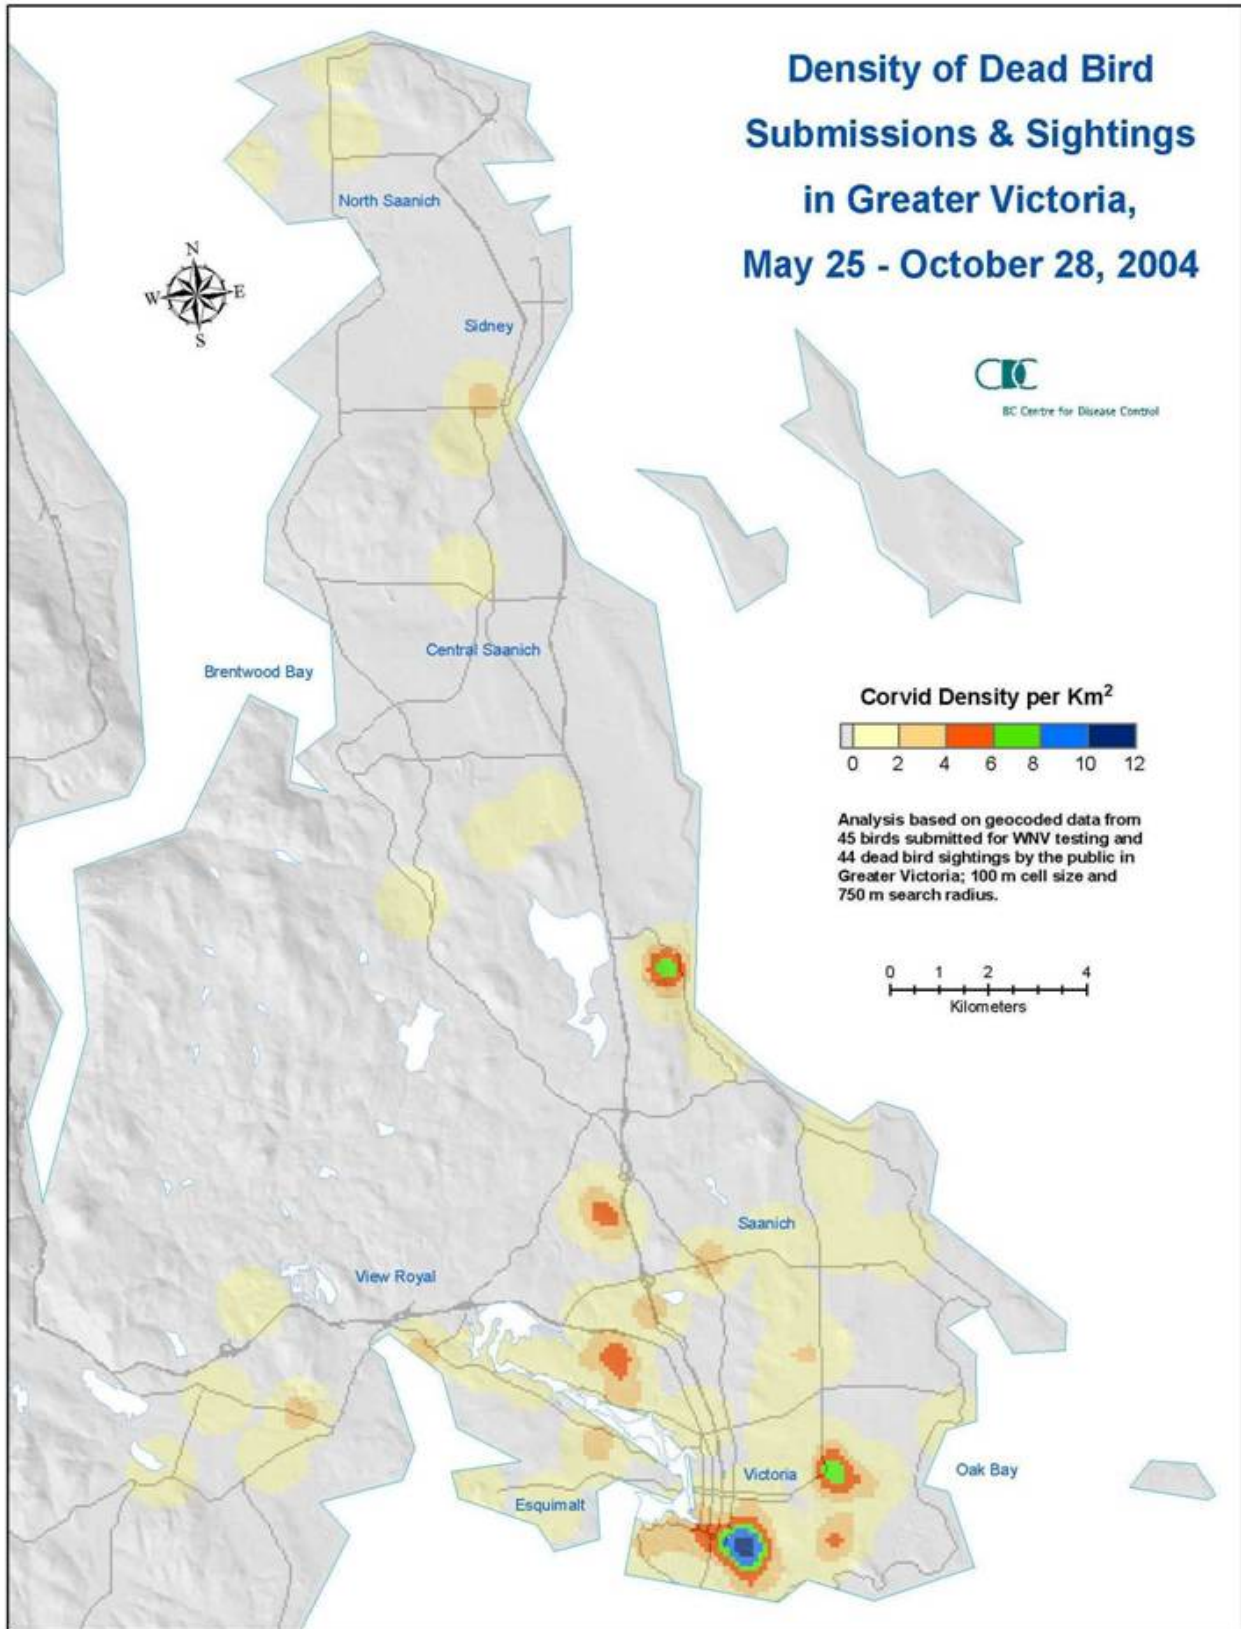 Density of Dead Bird
Submissions & Sightings
in Greater Victoria,
May 25 - October 28, 2004
North Saanich
N
W
E
S
Sidney
CDC
BC Centre for Disease Control
Central Saanich
Brentwood Bay
Corvid Density per Km²
0 2 4 6 8 10 12
Analysis based on geocoded data from
45 birds submitted for WNV testing and
44 dead bird sightings by the public in
Greater Victoria; 100 m cell size and
750 m search radius.
0 1 2 4
Kilometers
Saanich
View Royal
Victoria
Oak Bay
Esquimalt